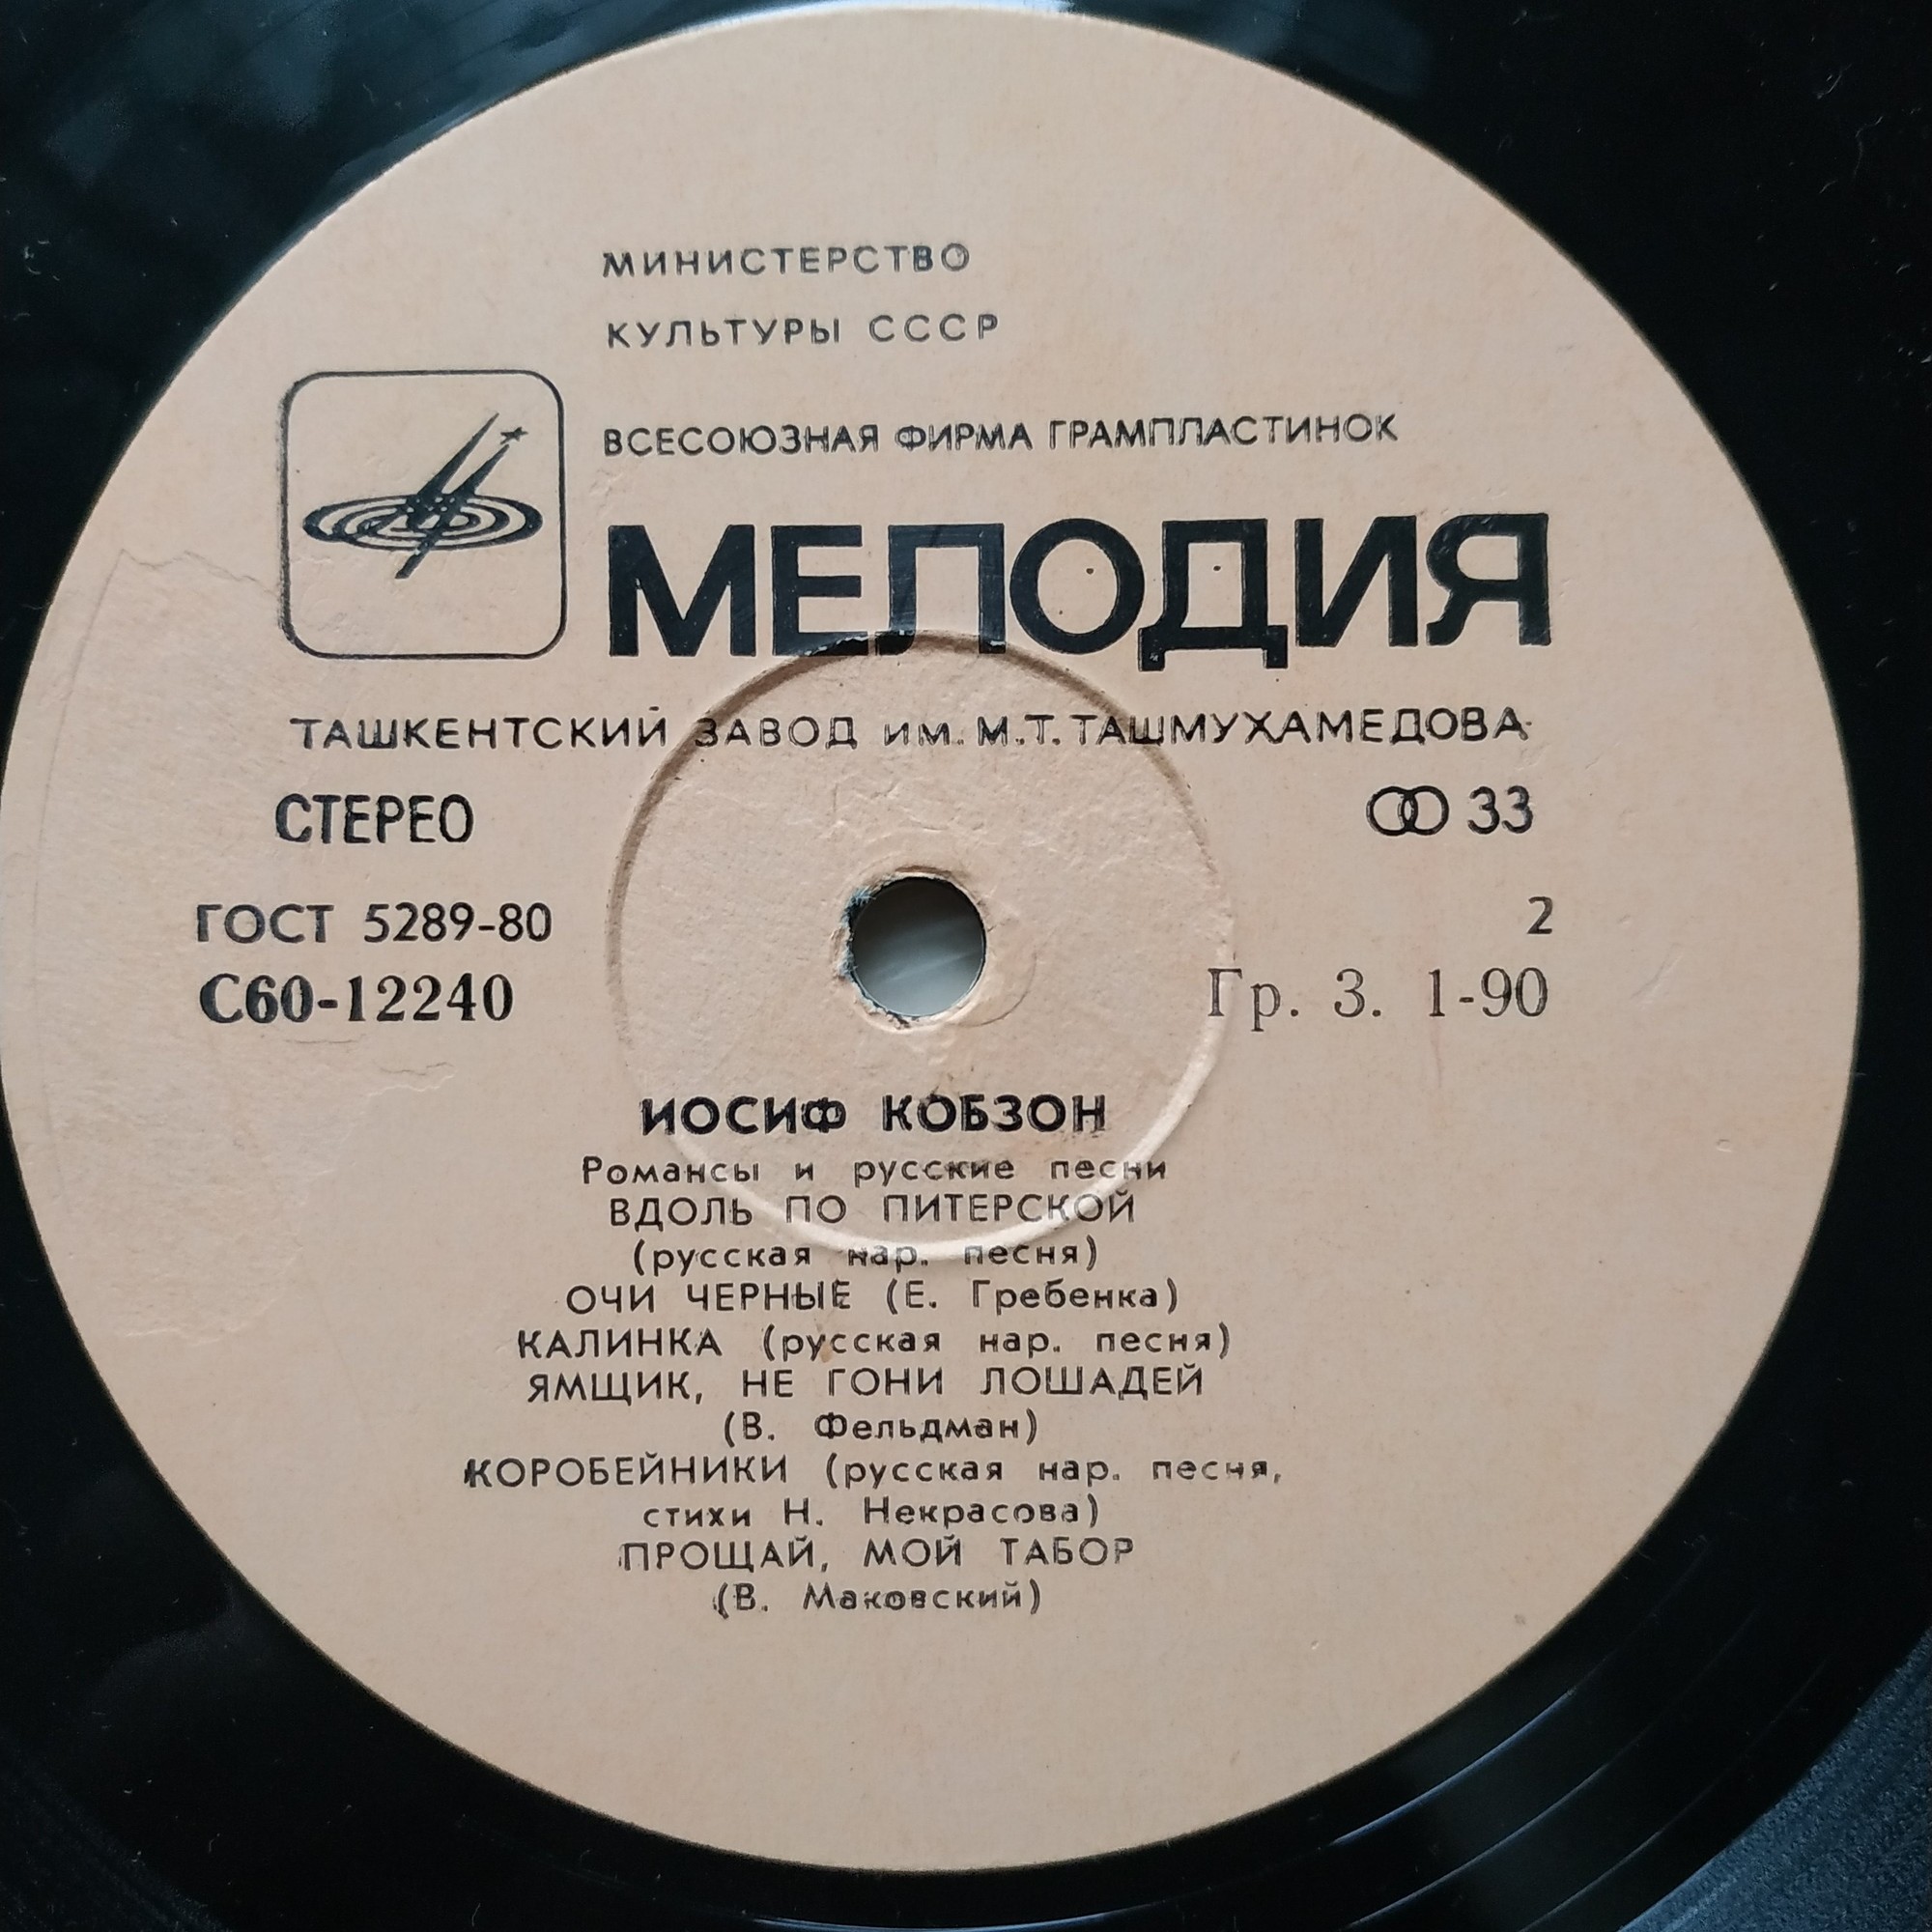 МИНИСТЕРСТВО
КУЛЬТУРЫ СССР
ВСЕСОЮЗНАЯ ФИРМА ГРАМПЛАСТИНОК
МЕЛОДИЯ
ТАШКЕНТСКИЙ ЗАВОД им. М.Т. ТАШМУХАМЕДОВА
СТЕРЕО 33
ГОСТ 5289-80 2
С60-12240 Гр. 3. 1-90
ИОСИФ КОБЗОН
Романсы и русские песни
ВДОЛЬ ПО ПИТЕРСКОЙ
(русская нар. песня)
ОЧИ ЧЕРНЫЕ (Е. Гребенка)
КАЛИНКА (русская нар. песня)
ЯМЩИК, НЕ ГОНИ ЛОШАДЕЙ
(В. Фельдман)
КОРОБЕЙНИКИ (русская нар. песня,
стихи Н. Некрасова)
ПРОЩАЙ, МОЙ ТАБОР
(В. Маковский)